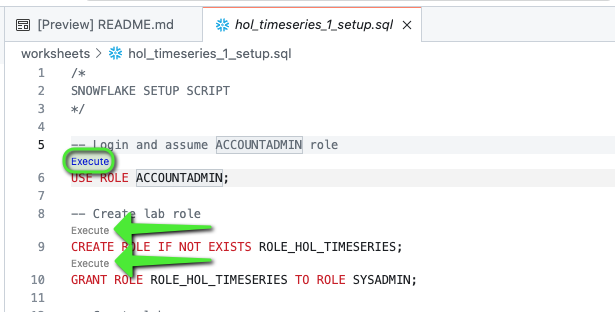 [Preview] README.md hol_timeseries_1_setup.sql
worksheets > hol_timeseries_1_setup.sql
1 /*
2 SNOWFLAKE SETUP SCRIPT
3 */
4
5 -- Login and assume ACCOUNTADMIN role
Execute
6 USE ROLE ACCOUNTADMIN;
7
8 -- Create lab role
Execute
9 CREATE ROLE IF NOT EXISTS ROLE_HOL_TIMESERIES;
Execute
10 GRANT ROLE ROLE_HOL_TIMESERIES TO ROLE SYSADMIN;
11